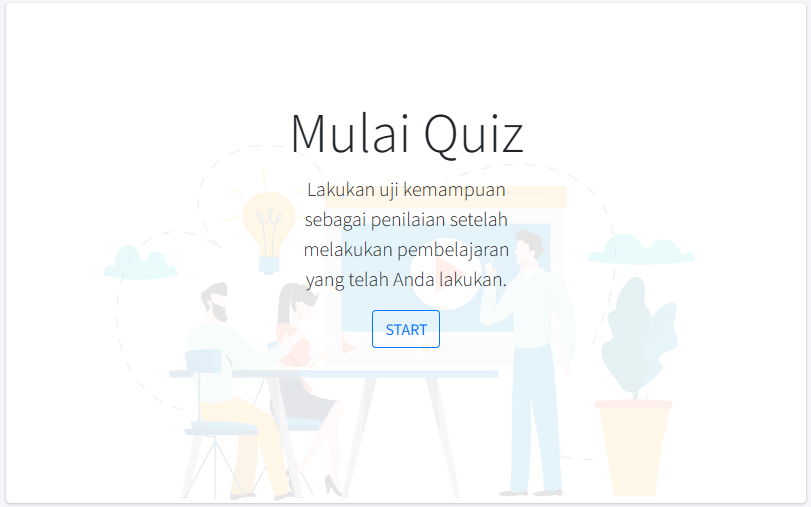 Mulai Quiz
Lakukan uji kemampuan
sebagai penilaian setelah
melakukan pembelajaran
yang telah Anda lakukan.
START